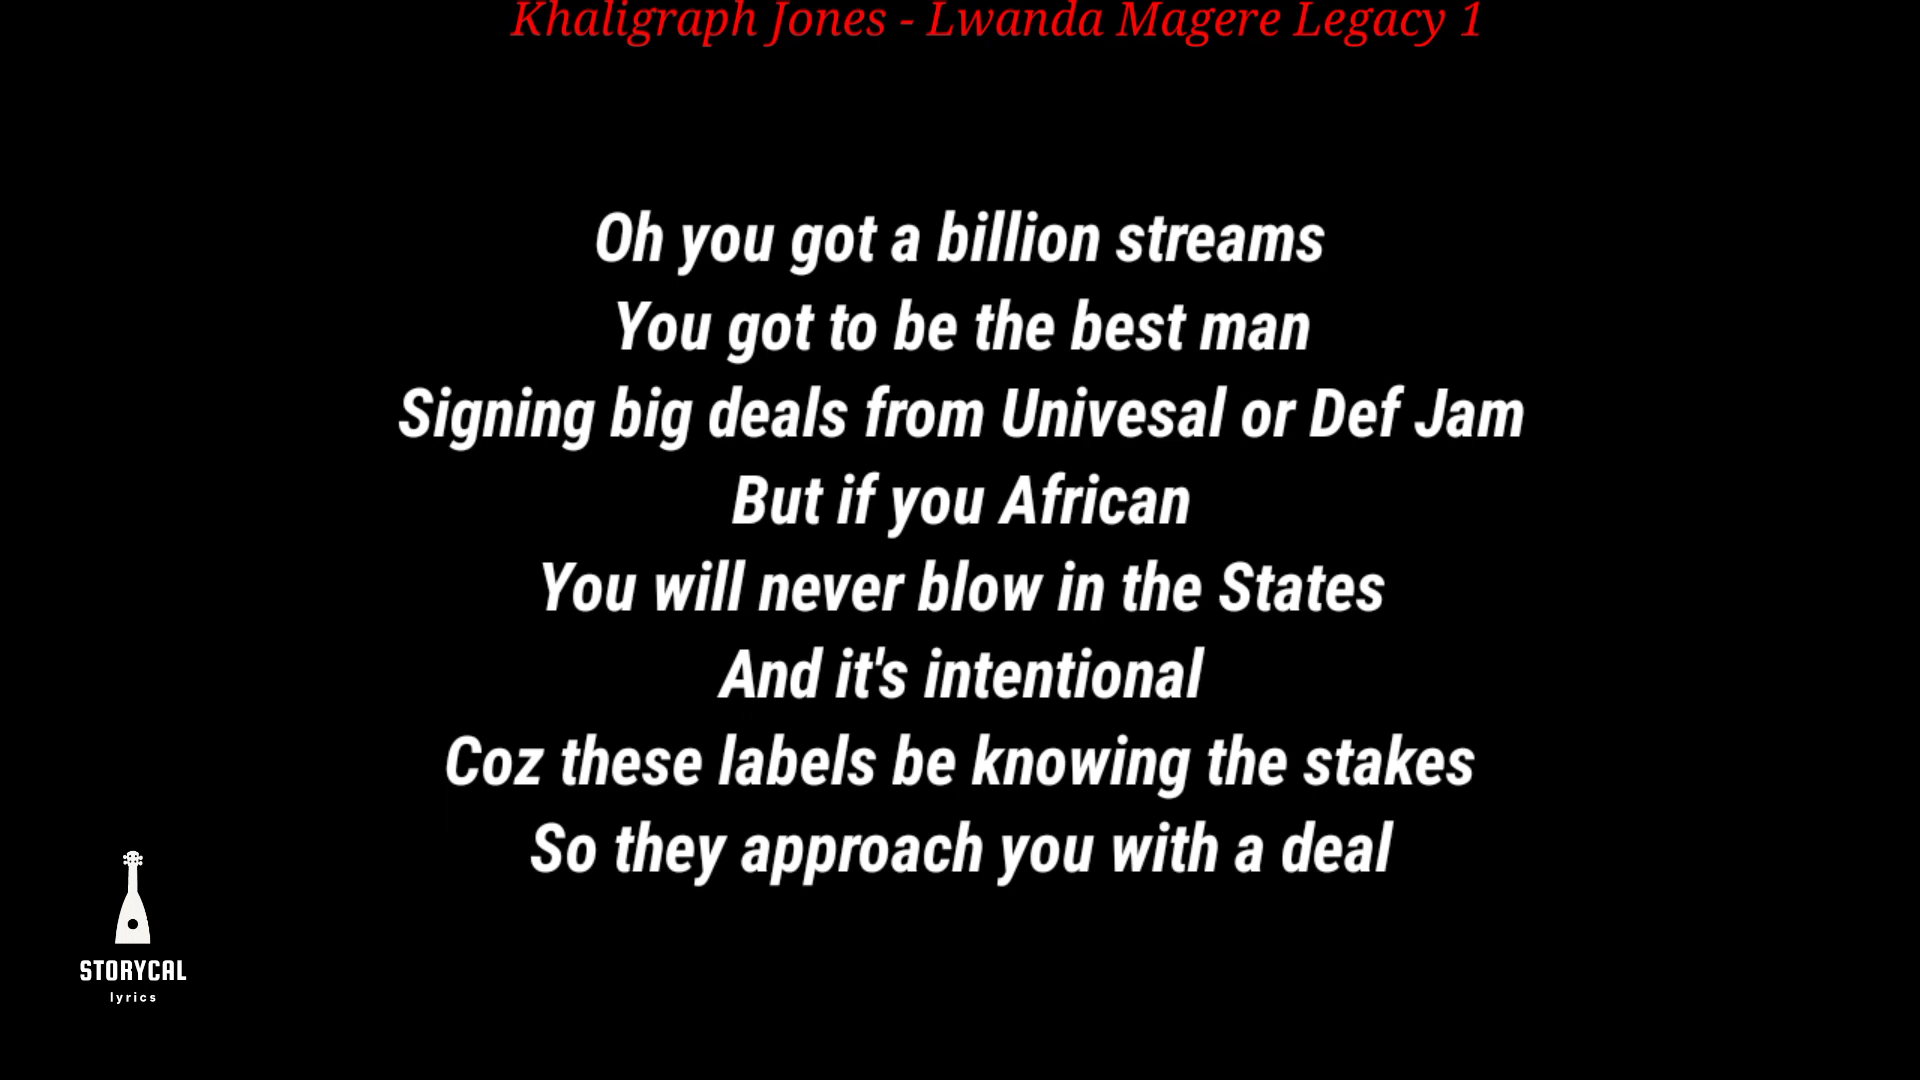 Khaligraph Jones - Lwanda Magere Legacy 1
Oh you got a billion streams
You got to be the best man
Signing big deals from Univesal or Def Jam
But if you African
You will never blow in the States
And it's intentional
Coz these labels be knowing the stakes
So they approach you with a deal
STORYCAL
lyrics